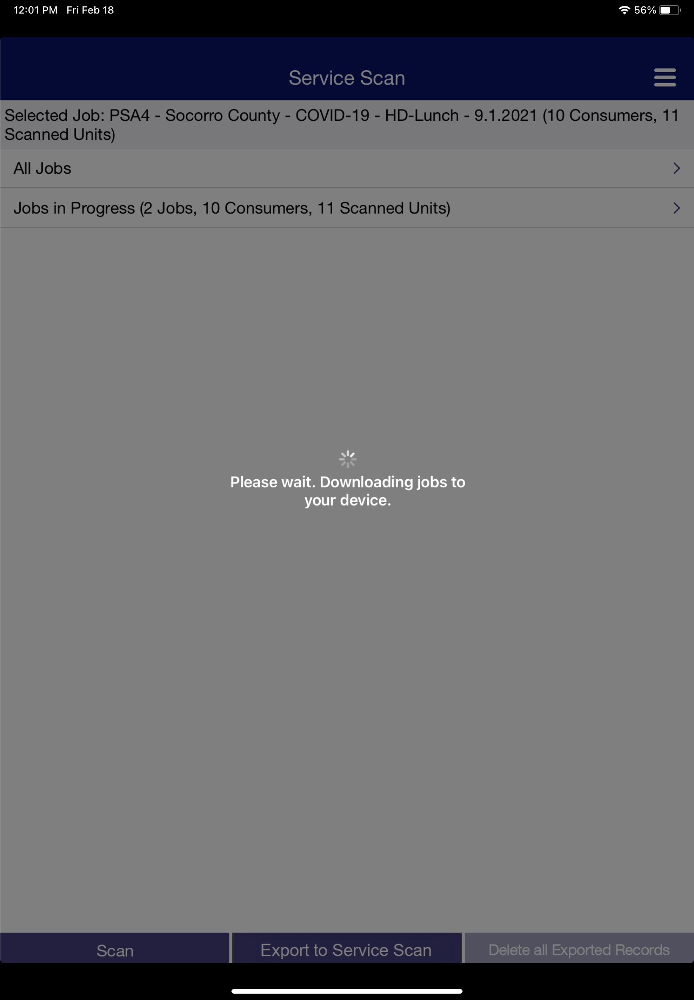 12:01 PM Fri Feb 18 56%
Service Scan
Selected Job: PSA4 - Socorro County - COVID-19 - HD-Lunch - 9.1.2021 (10 Consumers, 11
Scanned Units)
All Jobs
Jobs in Progress (2 Jobs, 10 Consumers, 11 Scanned Units)
Please wait. Downloading jobs to
your device.
Scan Export to Service Scan Delete all Exported Records